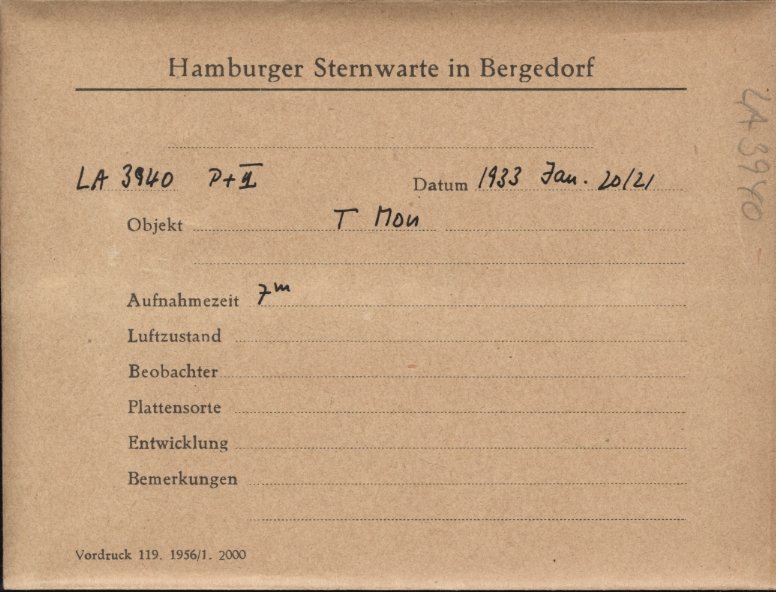 Hamburger Sternwarte in Bergedorf
LA 3940 P+II Datum 1933 Jan. 20/21
Objekt T Mon
Aufnahmezeit 7m
Luftzustand
Beobachter
Plattensorte
Entwicklung
Bemerkungen
Vordruck 119. 1956/1. 2000
LA 3940